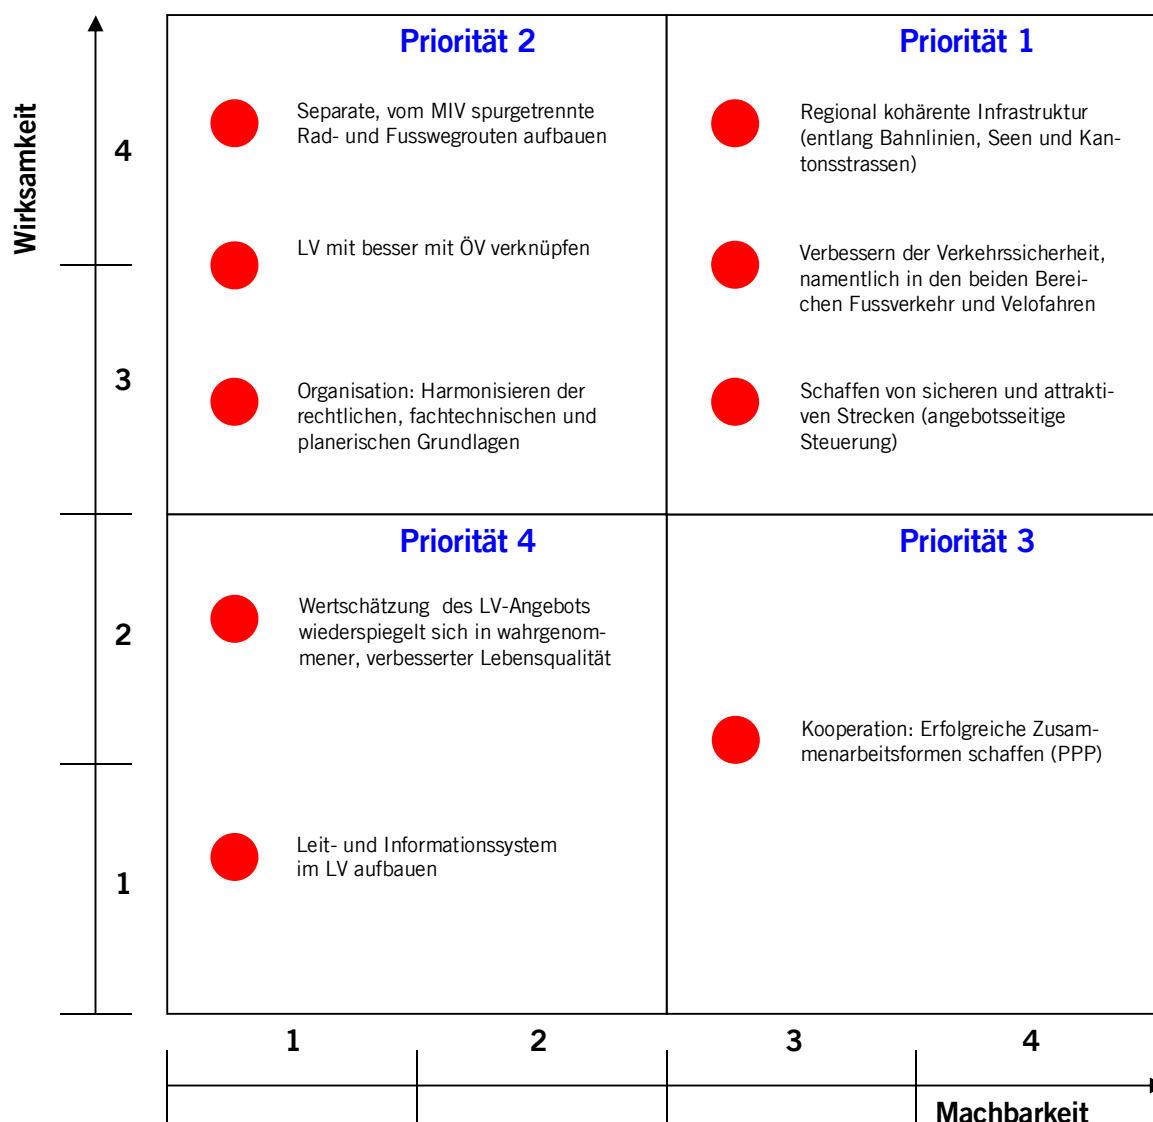 Wirksamkeit
Priorität 2
Separate, vom MIV spurgetrennte
Rad- und Fusswegrouten aufbauen
LV mit besser mit ÖV verknüpfen
Organisation: Harmonisieren der
rechtlichen, fachtechnischen und
planerischen Grundlagen
Priorität 1
Regional kohärente Infrastruktur
(entlang Bahnlinien, Seen und Kan-
tonsstrassen)
Verbessern der Verkehrssicherheit,
namentlich in den beiden Berei-
chen Fussverkehr und Velofahren
Schaffen von sicheren und attrakti-
ven Strecken (angebotsseitige
Steuerung)
Priorität 4
Wertschätzung des LV-Angebots
wiederspiegelt sich in wahrgenom-
mener, verbesserter Lebensqualität
Leit- und Informationssystem
im LV aufbauen
Priorität 3
Kooperation: Erfolgreiche Zusam-
menarbeitsformen schaffen (PPP)
4
3
2
1
1
2
3
4
Machbarkeit